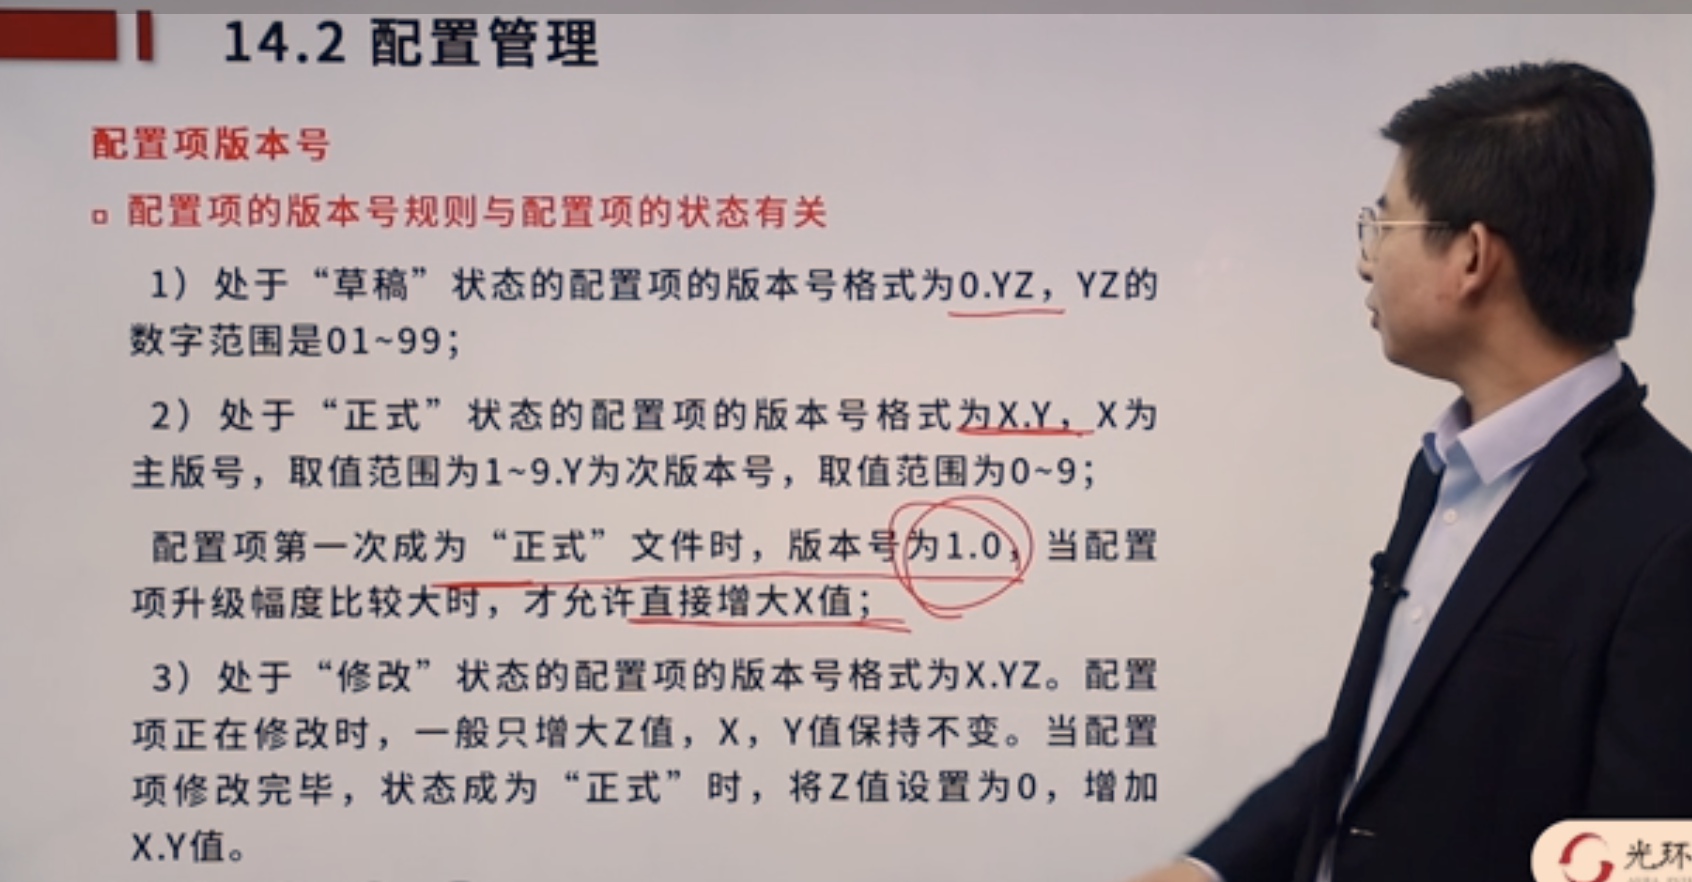 14.2 配置管理
配置项版本号
配置项的版本号规则与配置项的状态有关
1）处于“草稿”状态的配置项的版本号格式为0.YZ，YZ的
数字范围是01~99；
2）处于“正式”状态的配置项的版本号格式为X.Y，X为
主版号，取值范围为1~9.Y为次版本号，取值范围为0~9；
配置项第一次成为“正式”文件时，版本号为1.0，当配置
项升级幅度比较大时，才允许直接增大X值；
3）处于“修改”状态的配置项的版本号格式为X.YZ。配置
项正在修改时，一般只增大Z值，X，Y值保持不变。当配置
项修改完毕，状态成为“正式”时，将Z值设置为0，增加
X.Y值。
光环